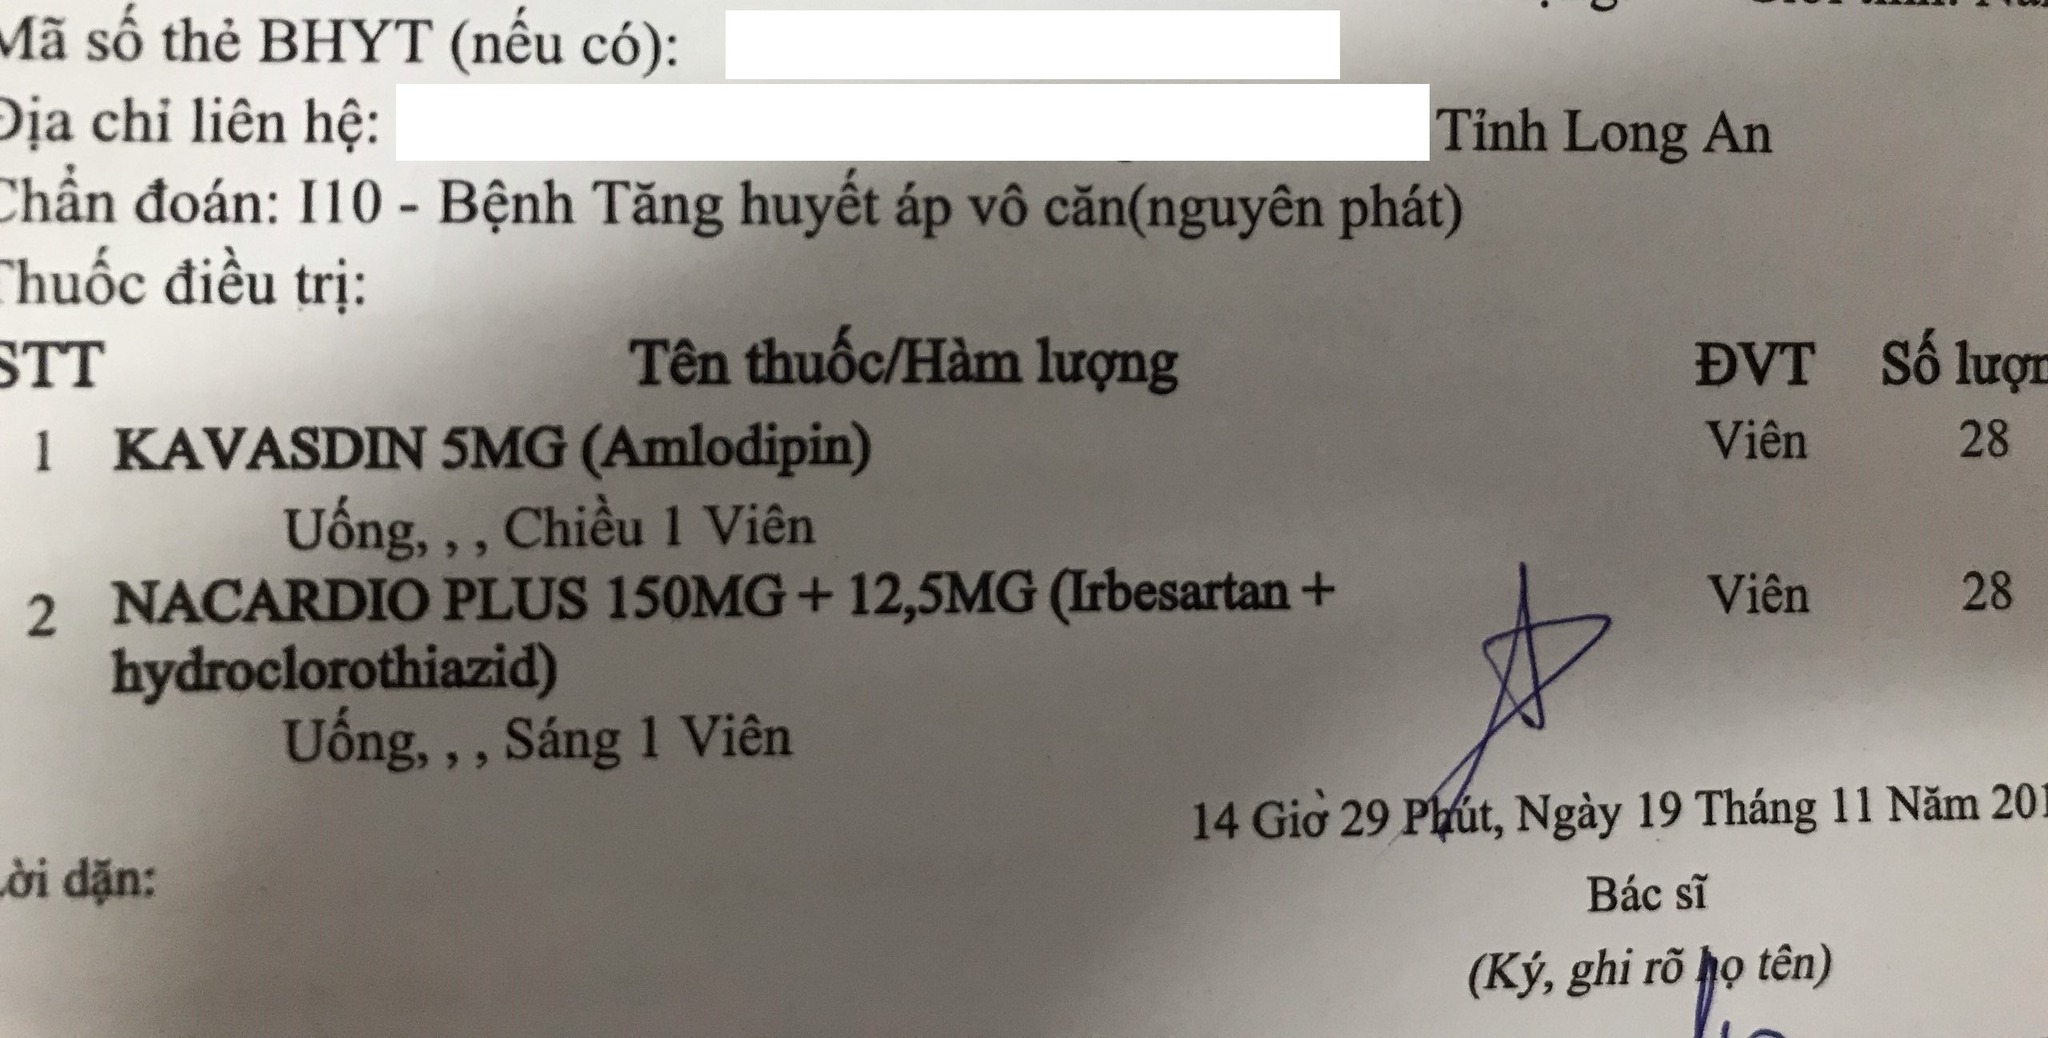 Mã số thẻ BHYT (nếu có):
Địa chỉ liên hệ: Tỉnh Long An
Chẩn đoán: I10 - Bệnh Tăng huyết áp vô căn(nguyên phát)
Thuốc điều trị:
STT Tên thuốc/Hàm lượng ĐVT Số lượn
1 KAVASDIN 5MG (Amlodipin) Viên 28
Uống, , , Chiều 1 Viên
2 NACARDIO PLUS 150MG + 12,5MG (Irbesartan + Viên 28
hydroclorothiazid)
Uống, , , Sáng 1 Viên
14 Giờ 29 Phút, Ngày 19 Tháng 11 Năm 201
Lời dặn:
Bác sĩ
(Ký, ghi rõ họ tên)